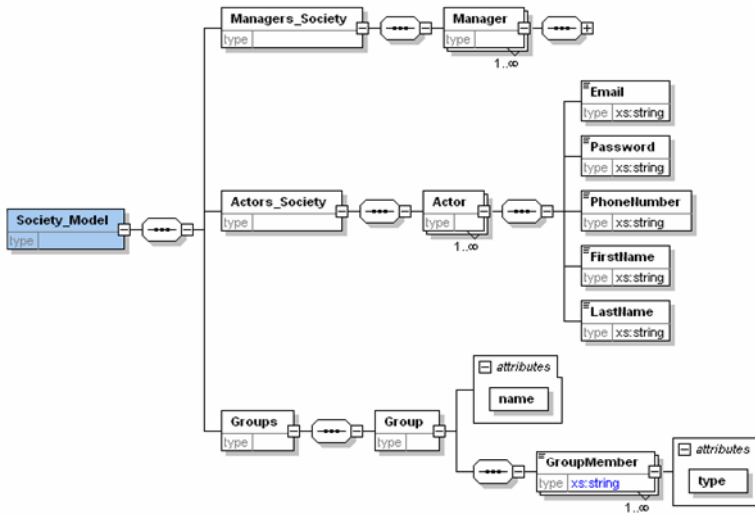 Managers_Society
type
Manager
type
1..∞
Email
type xs:string
Password
type xs:string
Society_Model
type
Actors_Society
type
Actor
type
1..∞
PhoneNumber
type xs:string
FirstName
type xs:string
LastName
type xs:string
attributes
name
Groups
type
Group
type
GroupMember
type xs:string
1..∞
attributes
type